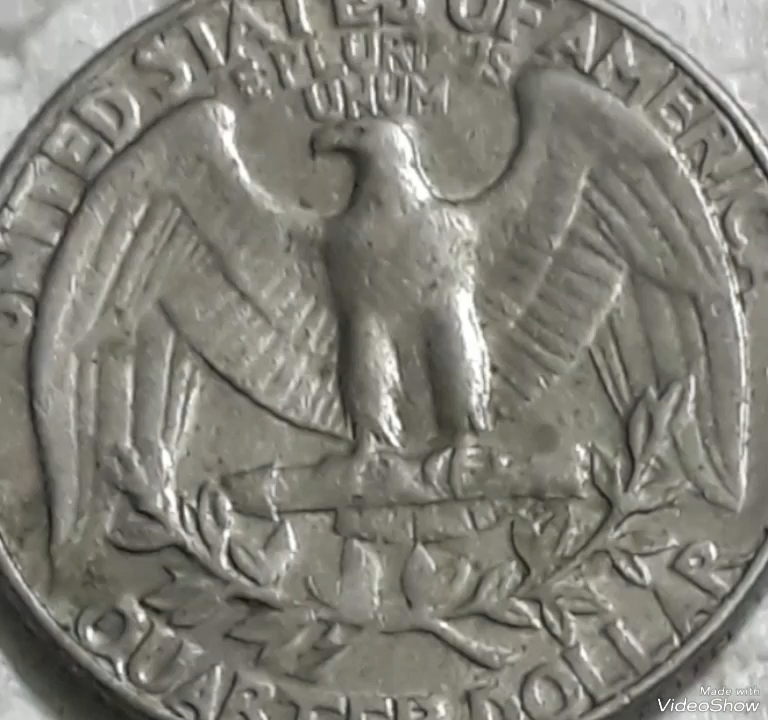 UNITED STATES OF AMERICA
E PLURIBUS
UNUM
QUARTER DOLLAR
Made with
VideoShow